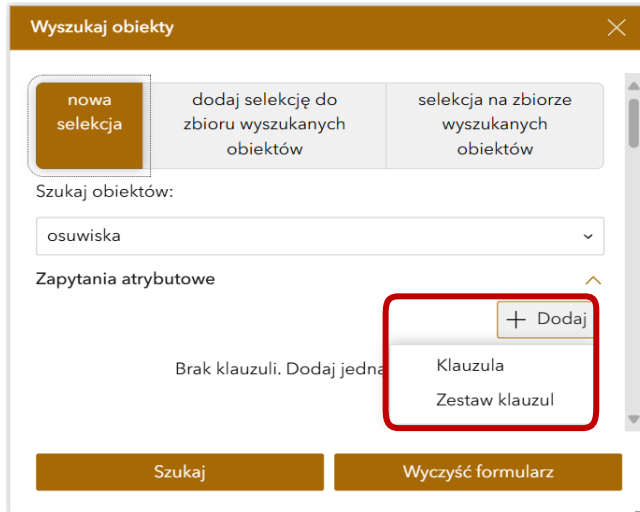 Wyszukaj obiekty
nowa
selekcja
dodaj selekcję do
zbioru wyszukanych
obiektów
selekcja na zbiorze
wyszukanych
obiektów
Szukaj obiektów:
osuwiska
Zapytania atrybutowe
+ Dodaj
Brak klauzuli. Dodaj jedna
Klauzula
Zestaw klauzul
Szukaj
Wyczyść formularz